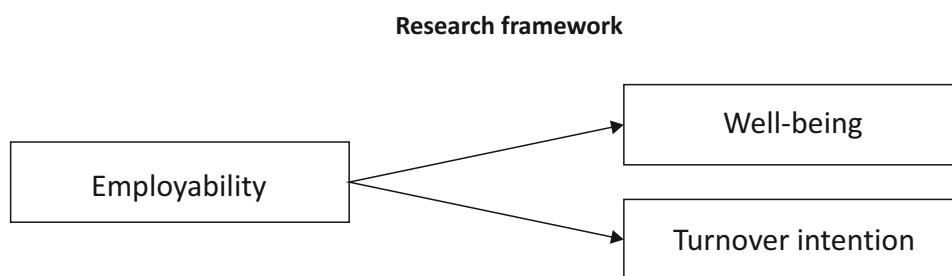 Research framework
Well-being
Employability
Turnover intention